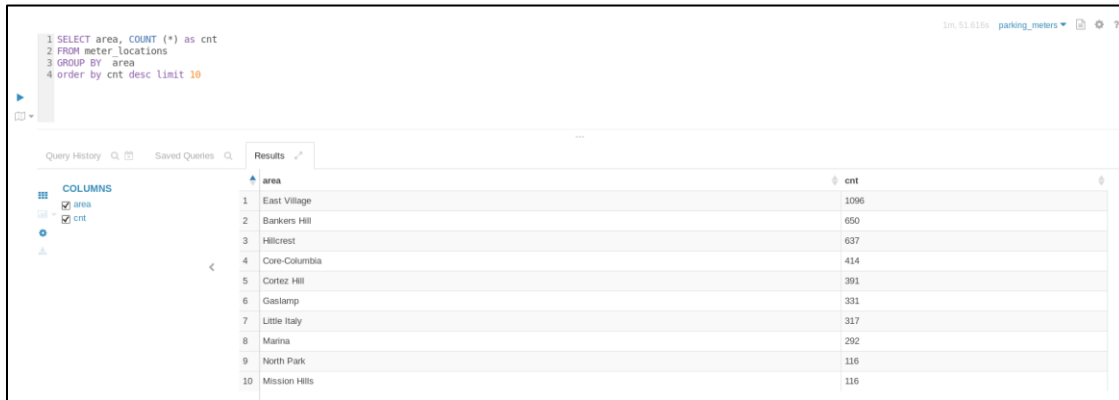 1m, 51.616s parking_meters ?
1 SELECT area, COUNT (*) as cnt
2 FROM meter_locations
3 GROUP BY area
4 order by cnt desc limit 10
...
Query History Saved Queries Results
COLUMNS
area
cnt
area cnt
1 East Village 1096
2 Bankers Hill 650
3 Hillcrest 637
4 Core-Columbia 414
5 Cortez Hill 391
6 Gaslamp 331
7 Little Italy 317
8 Marina 292
9 North Park 116
10 Mission Hills 116